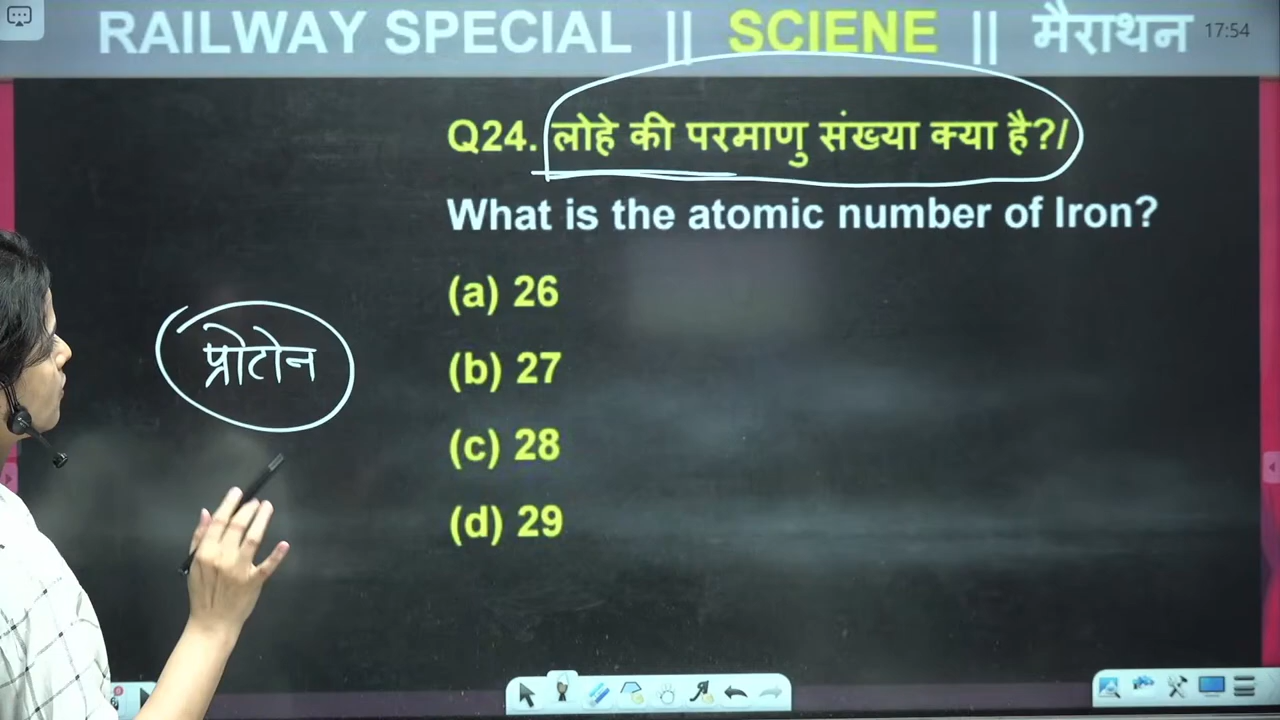 RAILWAY SPECIAL || SCIENE || मैराथन 17:54
Q24. लोहे की परमाणु संख्या क्या है?/
What is the atomic number of Iron?
(a) 26
प्रोटोन
(b) 27
(c) 28
(d) 29